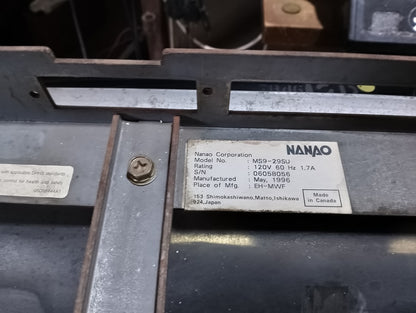 NANAO
Nanao Corporation
Model No. : MS9-29SU
Rating : 120V 60 Hz 1.7A
S/N : 06058056
Manufactured : May, 1996
Place of Mfg. : EH-MWF
Made in Canada
153 Shimokashiwano, Matto, Ishikawa
924, Japan